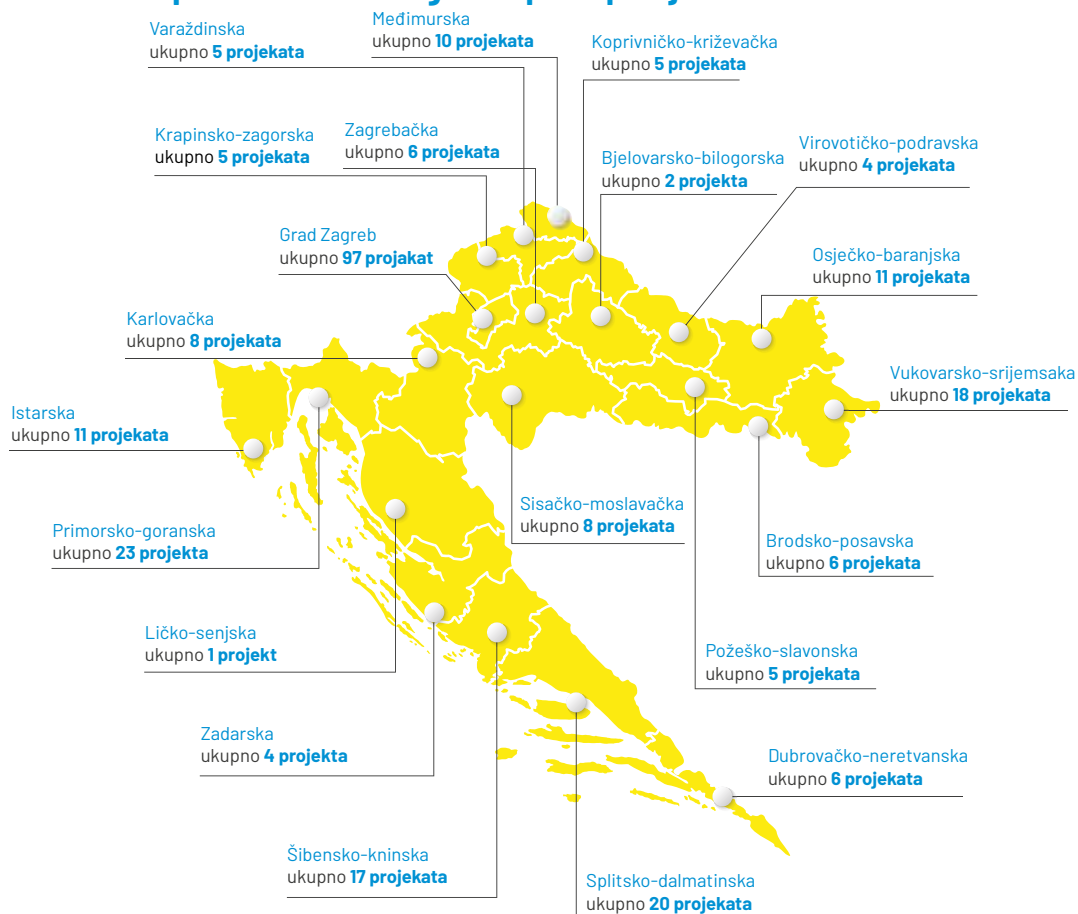 Varaždinska
ukupno 5 projekata
Međimurska
ukupno 10 projekata
Koprivničko-križevačka
ukupno 5 projekata
Krapinsko-zagorska
ukupno 5 projekata
Zagrebačka
ukupno 6 projekata
Bjelovarsko-bilogorska
ukupno 2 projekta
Virovotičko-podravska
ukupno 4 projekata
Grad Zagreb
ukupno 97 projakat
Osječko-baranjska
ukupno 11 projekata
Karlovačka
ukupno 8 projekata
Vukovarsko-srijemsaka
ukupno 18 projekata
Istarska
ukupno 11 projekata
Sisačko-moslavačka
ukupno 8 projekata
Primorsko-goranska
ukupno 23 projekta
Brodsko-posavska
ukupno 6 projekata
Ličko-senjska
ukupno 1 projekt
Požeško-slavonska
ukupno 5 projekata
Zadarska
ukupno 4 projekta
Dubrovačko-neretvanska
ukupno 6 projekata
Šibensko-kninska
ukupno 17 projekata
Splitsko-dalmatinska
ukupno 20 projekata